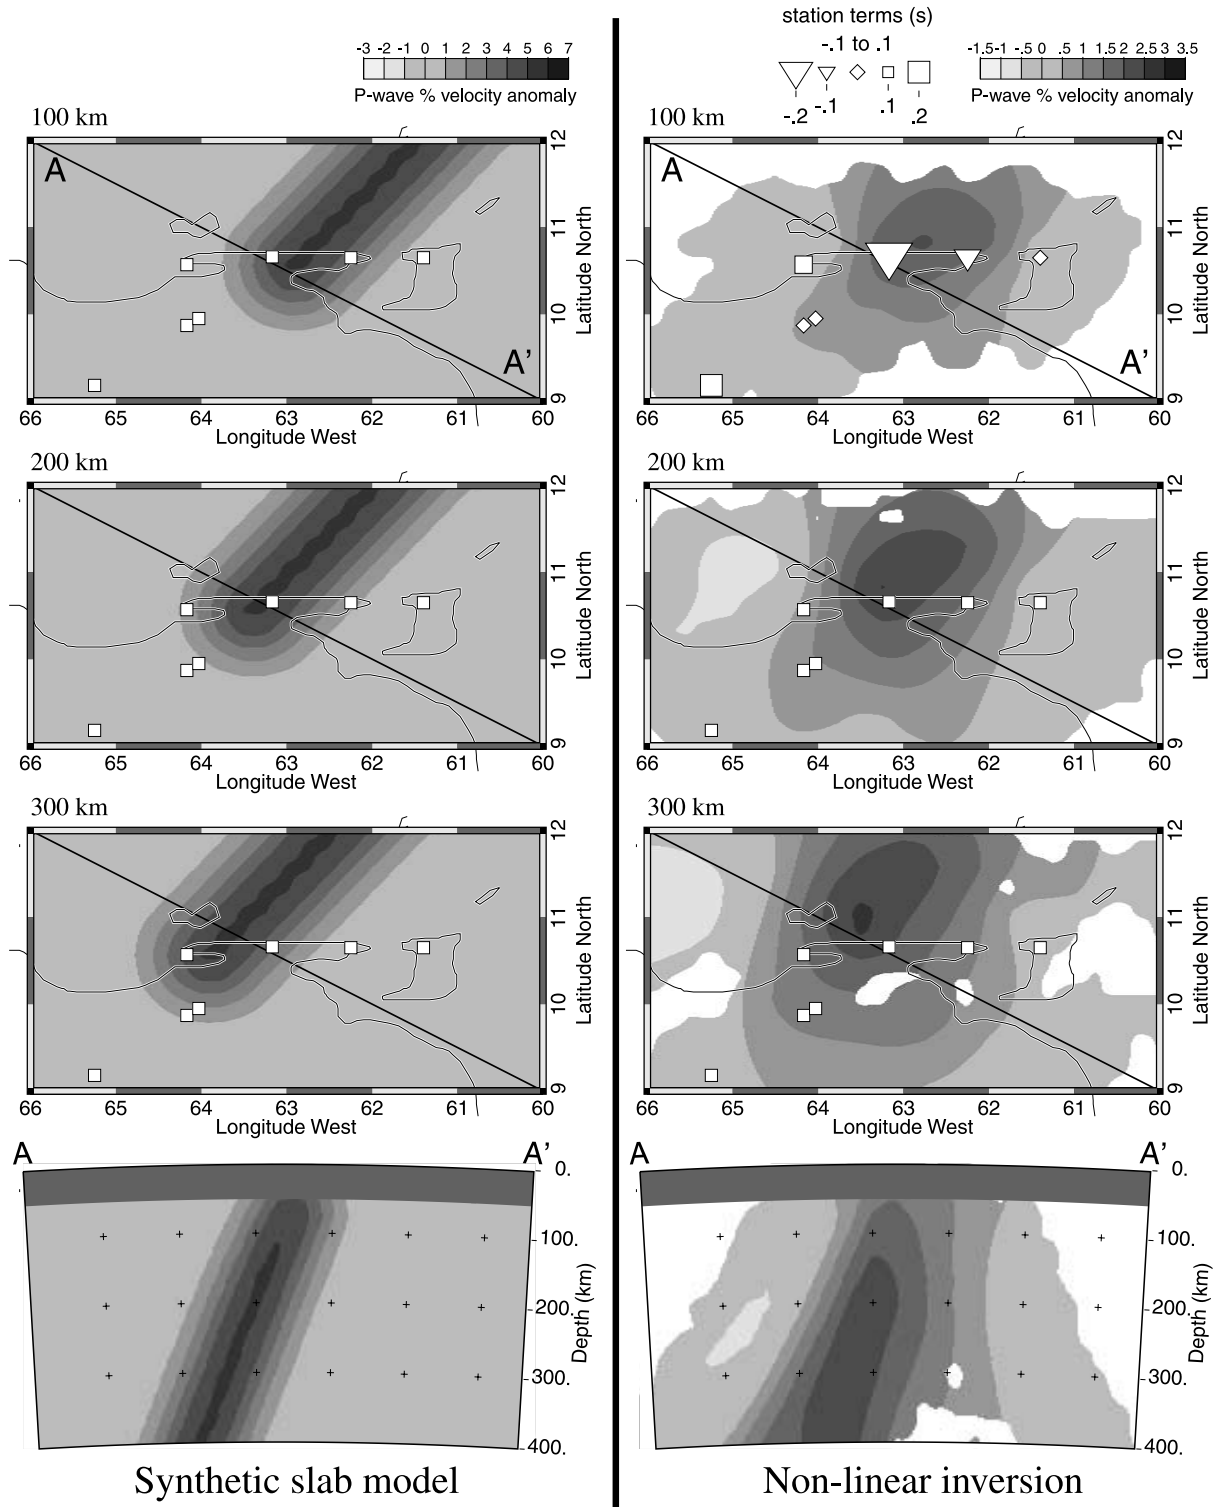 station terms (s)
-.1 to .1
-.2 -.1 .1 .2
-3 -2 -1 0 1 2 3 4 5 6 7
P-wave % velocity anomaly
-1.5 -1 -.5 0 .5 1 1.5 2 2.5 3 3.5
P-wave % velocity anomaly
100 km
A
A'
12
11
10
9
Latitude North
66 65 64 63 62 61 60
Longitude West
100 km
A
A'
12
11
10
9
Latitude North
66 65 64 63 62 61 60
Longitude West
200 km
12
11
10
9
Latitude North
66 65 64 63 62 61 60
Longitude West
200 km
12
11
10
9
Latitude North
66 65 64 63 62 61 60
Longitude West
300 km
12
11
10
9
Latitude North
66 65 64 63 62 61 60
Longitude West
300 km
12
11
10
9
Latitude North
66 65 64 63 62 61 60
Longitude West
A A'
0.
100.
200.
300.
400.
Depth (km)
A A'
0.
100.
200.
300.
400.
Depth (km)
Synthetic slab model
Non-linear inversion